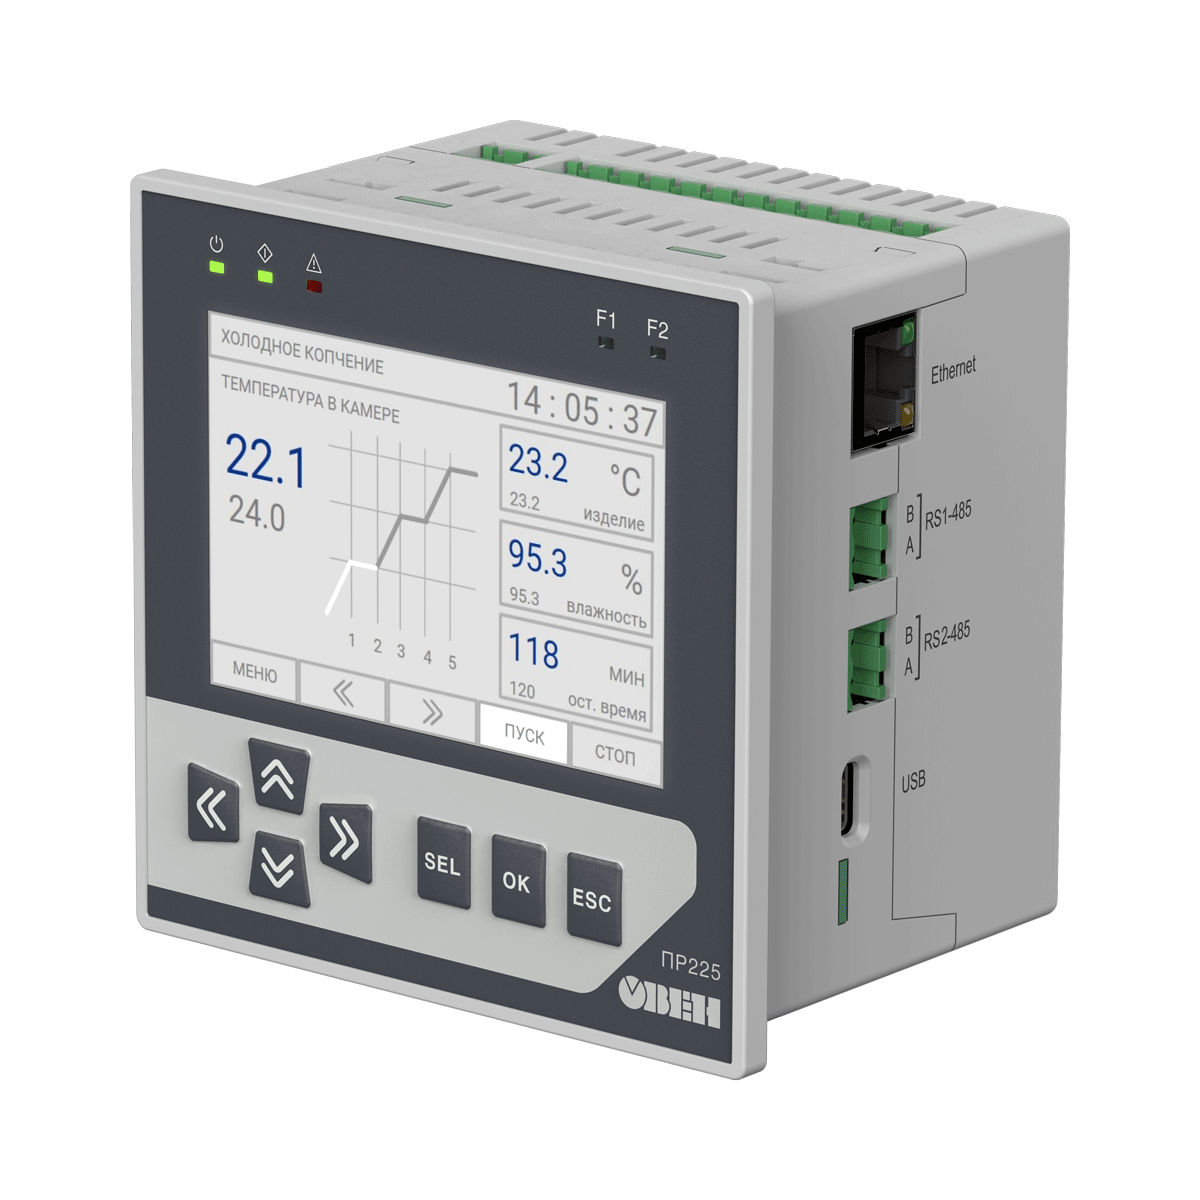 F1 F2
ХОЛОДНОЕ КОПЧЕНИЕ
14 : 05 : 37
ТЕМПЕРАТУРА В КАМЕРЕ
22.1
24.0
1 2 3 4 5
23.2 °C
23.2 изделие
95.3 %
95.3 влажность
118 МИН
120 ост. время
МЕНЮ
ПУСК
СТОП
SEL
OK
ESC
ПР225
ОВЕН
Ethernet
B
A
RS1-485
B
A
RS2-485
USB